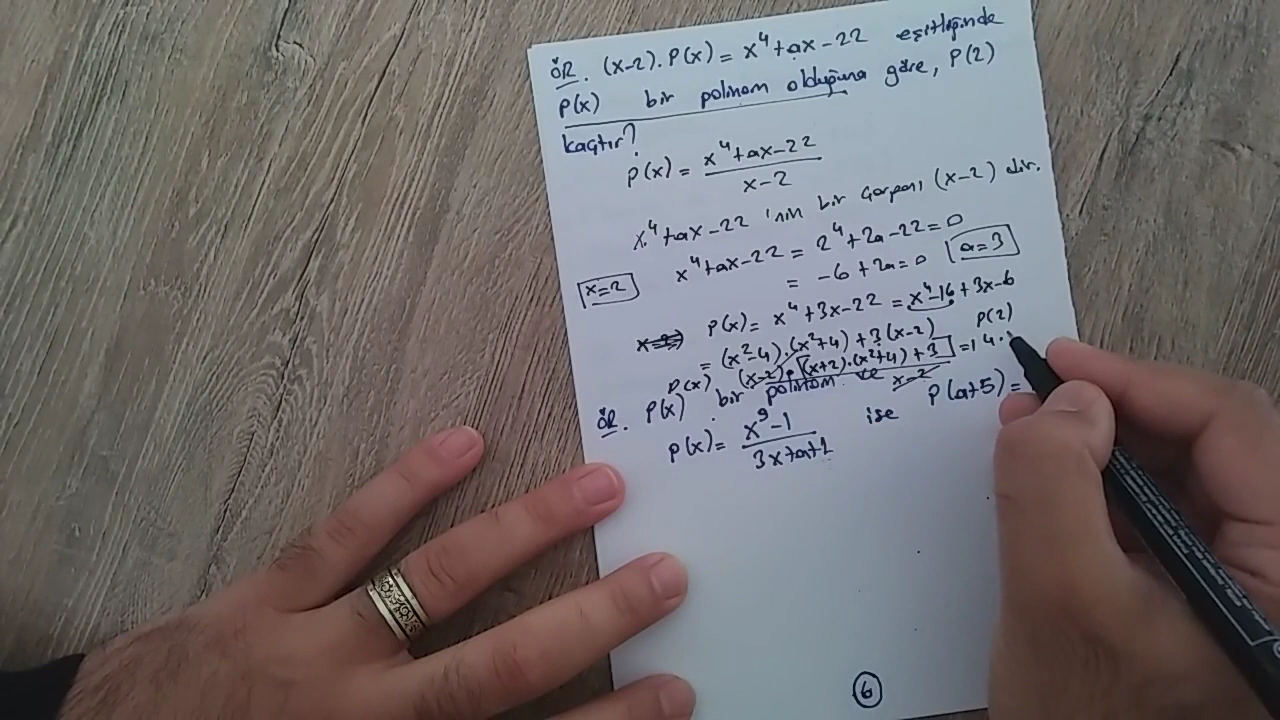 ÖR. (x-2).P(x) = x⁴+ax-22 eşitliğinde
P(x) bir polinom olduğuna göre, P(2)
kaçtır?
P(x) = x⁴+ax-22 / x-2
x⁴+ax-22 'nin bir çarpanı (x-2) dir.
x=2 x⁴+ax-22 = 2⁴+2a-22=0
= -6+2a=0 a=3
P(x) = x⁴+3x-22 = x⁴-16+3x-6
= (x²-4).(x²+4)+3(x-2) P(2)
P(x) (x-2).[(x+2).(x²+4)+3] / x-2 = 4.
ÖR. P(x) bir polinom ve
P(x) = x⁹-1 / 3x+a+1 ise P(a+5) =
6